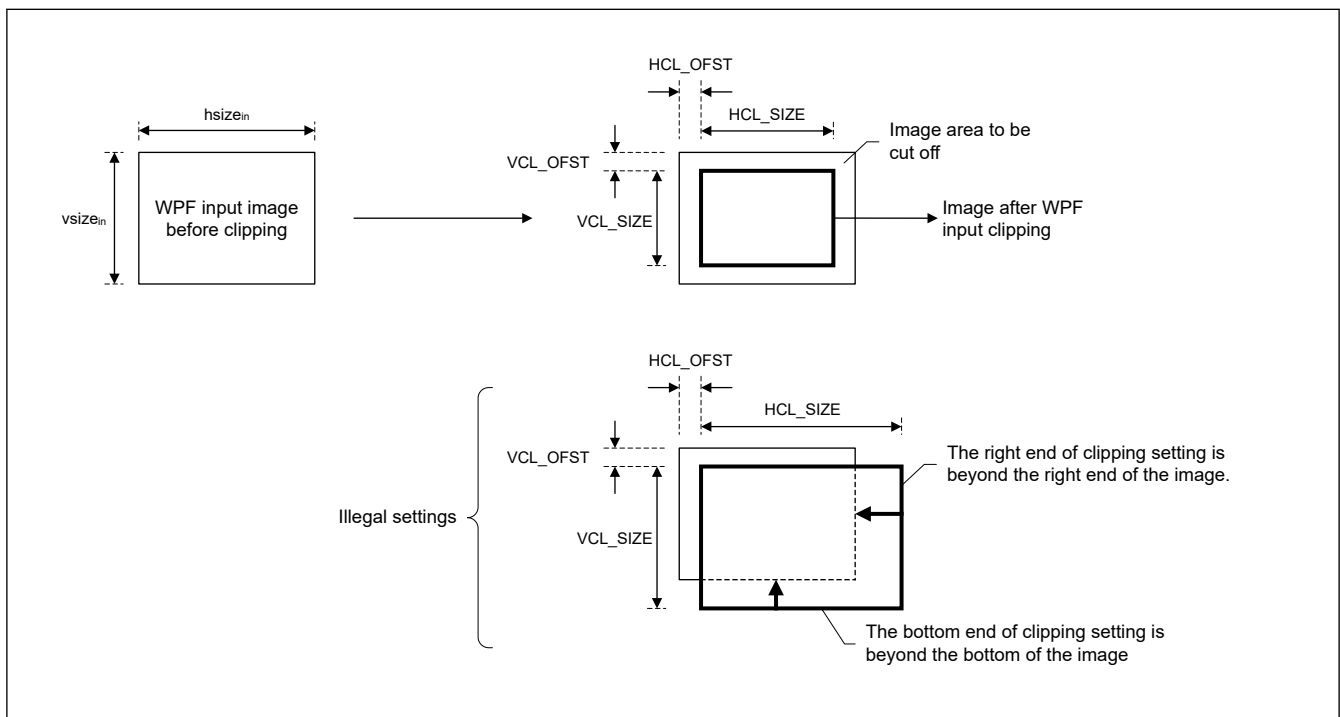 HCL_OFST
hsizein
HCL_SIZE
Image area to be
cut off
VCL_OFST
vsizein
WPF input image
before clipping
VCL_SIZE
Image after WPF
input clipping
HCL_OFST
HCL_SIZE
VCL_OFST
The right end of clipping setting is
beyond the right end of the image.
Illegal settings
VCL_SIZE
The bottom end of clipping setting is
beyond the bottom of the image